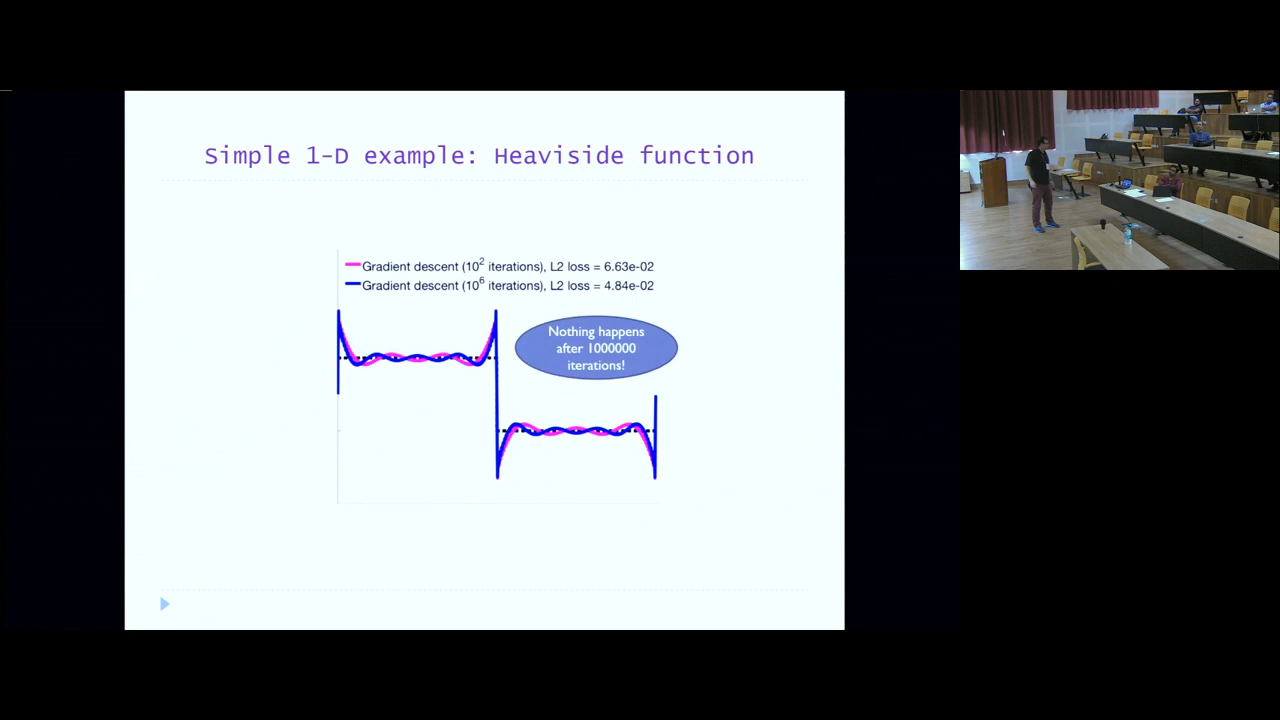 Simple 1-D example: Heaviside function
Gradient descent (10² iterations), L2 loss = 6.63e-02
Gradient descent (10⁶ iterations), L2 loss = 4.84e-02
Nothing happens
after 1000000
iterations!